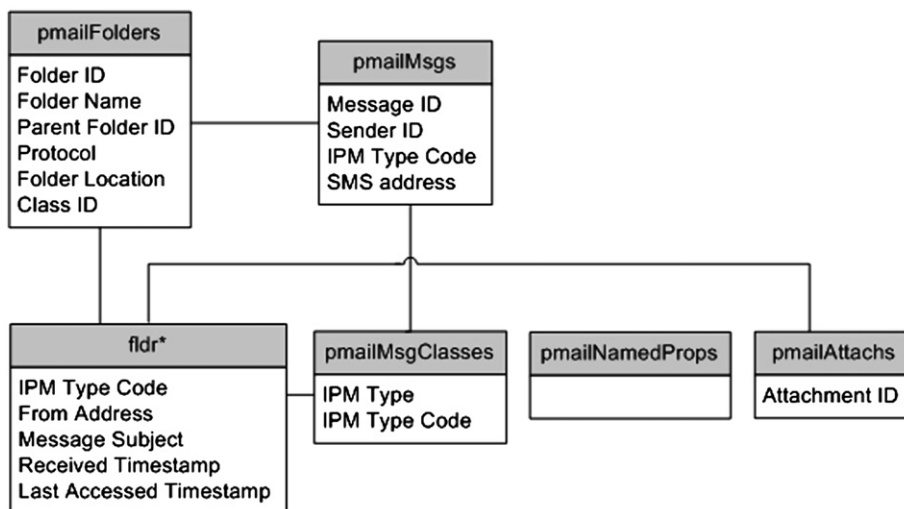 pmailFolders
Folder ID
Folder Name
Parent Folder ID
Protocol
Folder Location
Class ID
pmailMsgs
Message ID
Sender ID
IPM Type Code
SMS address
fldr*
IPM Type Code
From Address
Message Subject
Received Timestamp
Last Accessed Timestamp
pmailMsgClasses
IPM Type
IPM Type Code
pmailNamedProps
pmailAttachs
Attachment ID